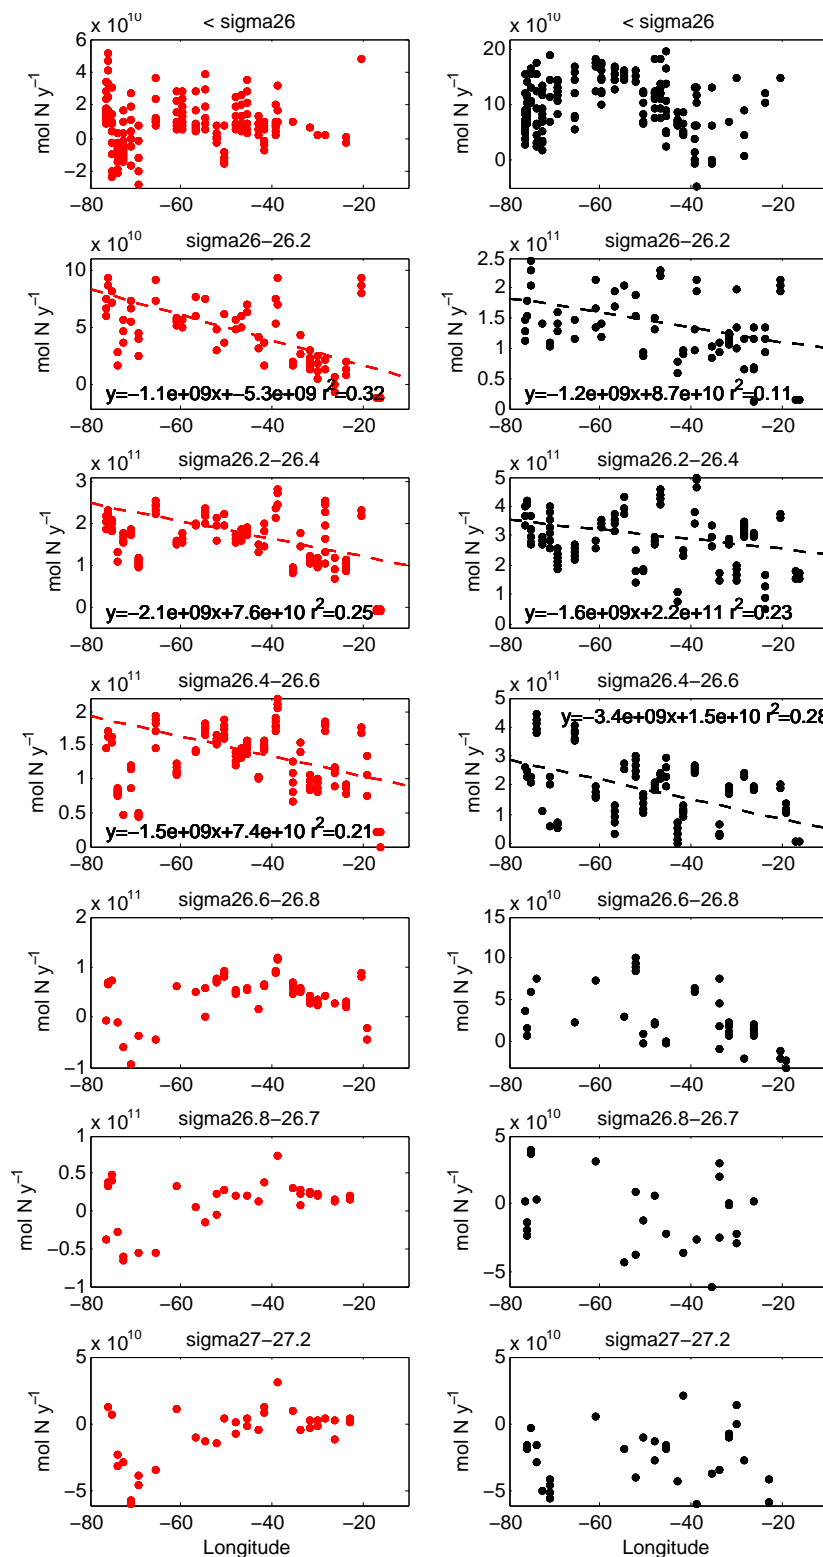 x 10^10
< sigma26
6
4
2
0
−2
mol N y^−1
−80 −60 −40 −20
x 10^10
< sigma26
20
10
0
mol N y^−1
−80 −60 −40 −20
x 10^10
sigma26−26.2
10
5
0
mol N y^−1
y=−1.1e+09x+−5.3e+09 r^2=0.32
−80 −60 −40 −20
x 10^11
sigma26−26.2
2.5
2
1.5
1
0.5
0
mol N y^−1
y=−1.2e+09x+8.7e+10 r^2=0.11
−80 −60 −40 −20
x 10^11
sigma26.2−26.4
3
2
1
0
mol N y^−1
y=−2.1e+09x+7.6e+10 r^2=0.25
−80 −60 −40 −20
x 10^11
sigma26.2−26.4
5
4
3
2
1
0
mol N y^−1
y=−1.6e+09x+2.2e+11 r^2=0.23
−80 −60 −40 −20
x 10^11
sigma26.4−26.6
2
1.5
1
0.5
0
mol N y^−1
y=−1.5e+09x+7.4e+10 r^2=0.21
−80 −60 −40 −20
x 10^11
sigma26.4−26.6
5
4
3
2
1
0
mol N y^−1
y=−3.4e+09x+1.5e+10 r^2=0.28
−80 −60 −40 −20
x 10^11
sigma26.6−26.8
2
1
0
−1
mol N y^−1
−80 −60 −40 −20
x 10^10
sigma26.6−26.8
15
10
5
0
mol N y^−1
−80 −60 −40 −20
x 10^11
sigma26.8−26.7
1
0.5
0
−0.5
−1
mol N y^−1
−80 −60 −40 −20
x 10^10
sigma26.8−26.7
5
0
−5
mol N y^−1
−80 −60 −40 −20
x 10^10
sigma27−27.2
5
0
−5
mol N y^−1
−80 −60 −40 −20
Longitude
x 10^10
sigma27−27.2
5
0
−5
mol N y^−1
−80 −60 −40 −20
Longitude